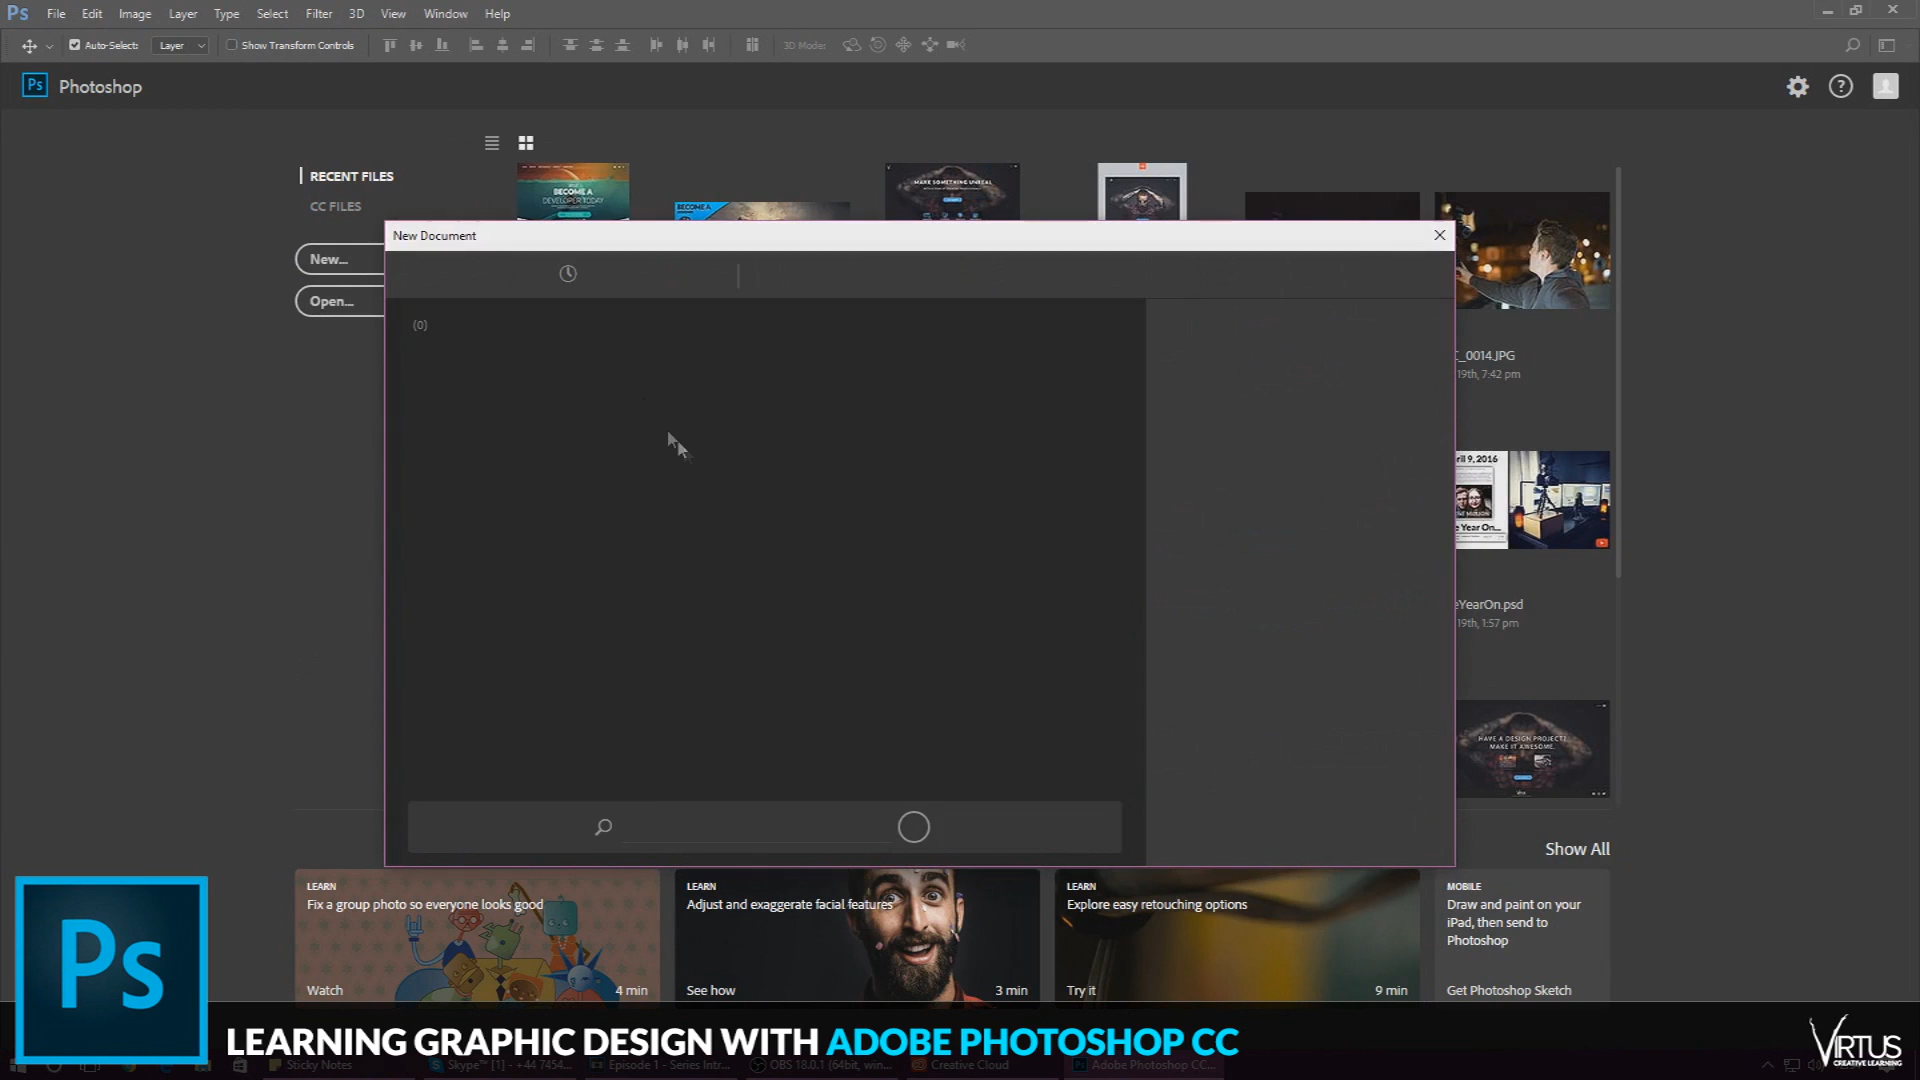 Ps File Edit Image Layer Type Select Filter 3D View Window Help
Auto-Select: Layer Show Transform Controls 3D Mode:
Ps Photoshop
RECENT FILES
CC FILES
New...
Open...
BECOME A
DEVELOPER TODAY
BECOME A
MAKE SOMETHING UNREAL
New Document
(0)
C_0014.JPG
19th, 7:42 pm
ril 9, 2016
e Year On...
eYearOn.psd
19th, 1:57 pm
HAVE A DESIGN PROJECT?
MAKE IT AWESOME.
Show All
LEARN
Fix a group photo so everyone looks good
Watch 4 min
LEARN
Adjust and exaggerate facial features
See how 3 min
LEARN
Explore easy retouching options
Try it 9 min
MOBILE
Draw and paint on your
iPad, then send to
Photoshop
Get Photoshop Sketch
Ps
LEARNING GRAPHIC DESIGN WITH ADOBE PHOTOSHOP CC
VIRTUS
CREATIVE LEARNING
Sticky Notes Skype™ [1] - +44 7454... Episode 1 - Series Intr... OBS 18.0.1 (64bit, win... Creative Cloud Adobe Photoshop CC...